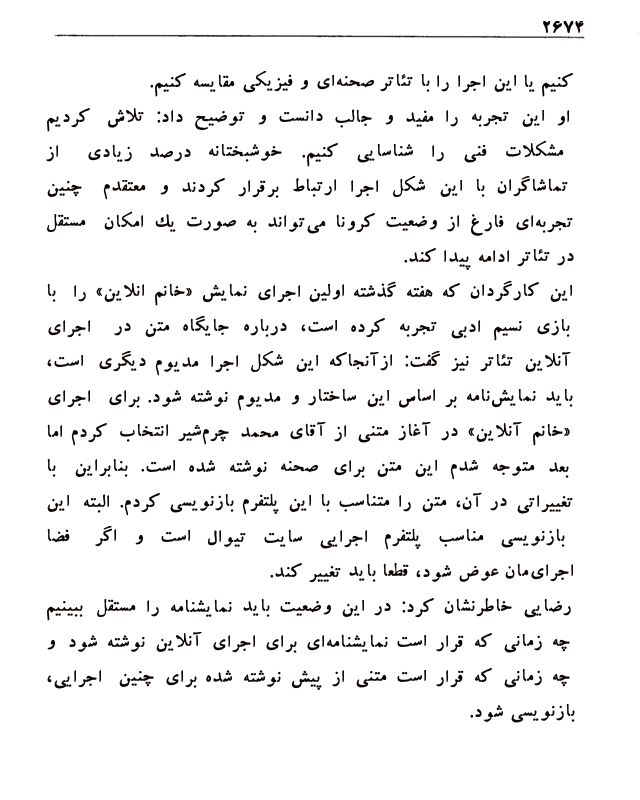 ۲۶۷۴
کنیم یا این اجرا را با تئاتر صحنه‌ای و فیزیکی مقایسه کنیم.
او این تجربه را مفید و جالب دانست و توضیح داد: تلاش کردیم
مشکلات فنی را شناسایی کنیم. خوشبختانه درصد زیادی از
تماشاگران با این شکل اجرا ارتباط برقرار کردند و معتقدم چنین
تجربه‌ای فارغ از وضعیت کرونا می‌تواند به صورت یك امکان مستقل
در تئاتر ادامه پیدا کند.
این کارگردان که هفته گذشته اولین اجرای نمایش «خانم انلاین» را با
بازی نسیم ادبی تجربه کرده است، درباره جایگاه متن در اجرای
آنلاین تئاتر نیز گفت: ازآنجاکه این شکل اجرا مدیوم دیگری است،
باید نمایش‌نامه بر اساس این ساختار و مدیوم نوشته شود. برای اجرای
«خانم آنلاین» در آغاز متنی از آقای محمد چرم‌شیر انتخاب کردم اما
بعد متوجه شدم این متن برای صحنه نوشته شده است. بنابراین با
تغییراتی در آن، متن را متناسب با این پلتفرم بازنویسی کردم. البته این
بازنویسی مناسب پلتفرم اجرایی سایت تیوال است و اگر فضا
اجرای‌مان عوض شود، قطعا باید تغییر کند.
رضایی خاطرنشان کرد: در این وضعیت باید نمایشنامه را مستقل ببینیم
چه زمانی که قرار است نمایشنامه‌ای برای اجرای آنلاین نوشته شود و
چه زمانی که قرار است متنی از پیش نوشته شده برای چنین اجرایی،
بازنویسی شود.